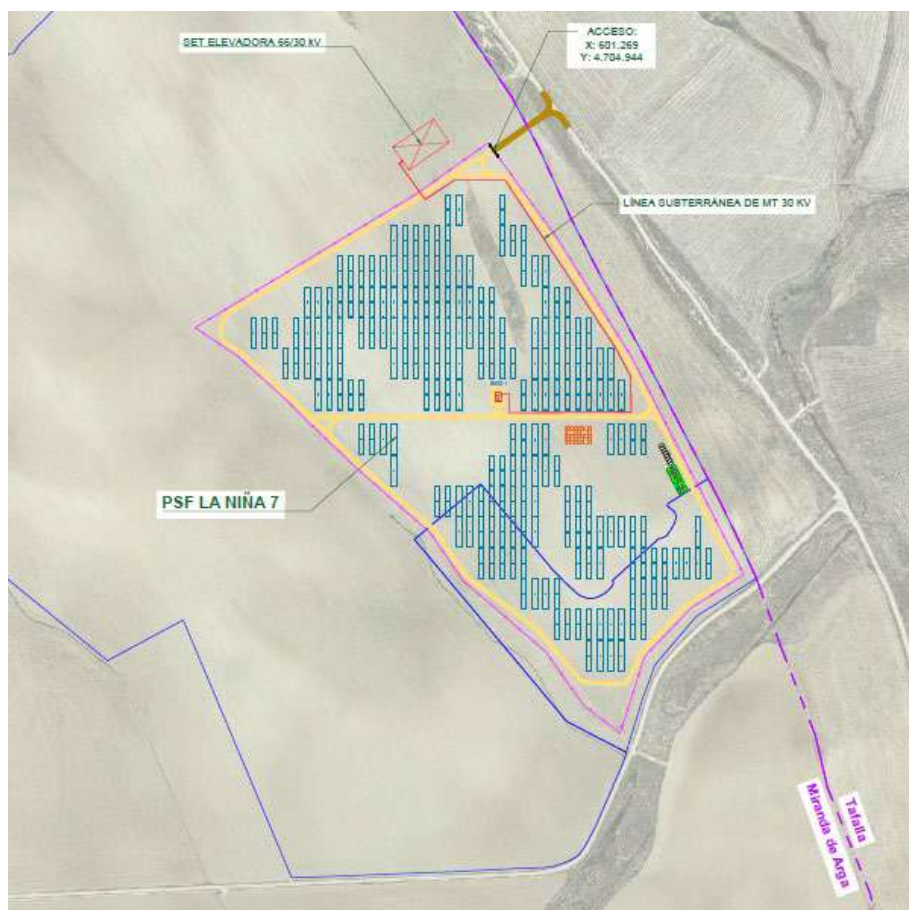 SET ELEVADORA 66/30 kV
ACCESO:
X: 601.269
Y: 4.704.944
LÍNEA SUBTERRÁNEA DE MT 30 KV
PSF LA NIÑA 7
Tafalla
Miranda de Arga